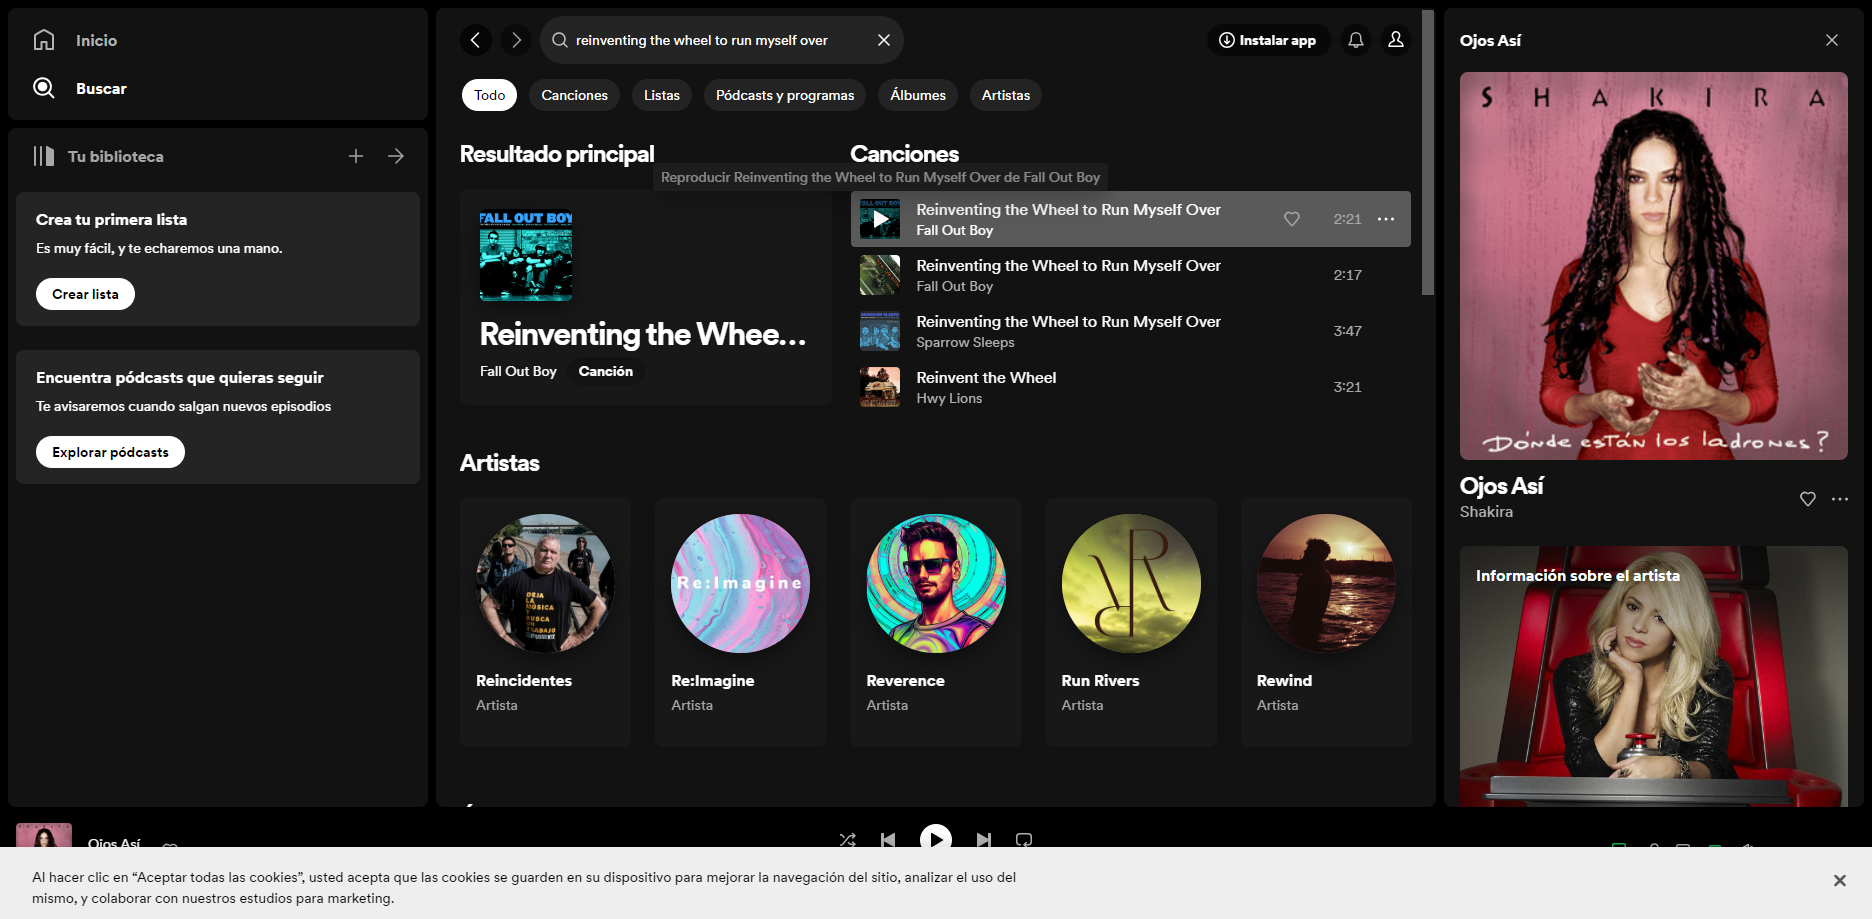 Inicio
Buscar
Tu biblioteca
Crea tu primera lista
Es muy fácil, y te echaremos una mano.
Crear lista
Encuentra pódcasts que quieras seguir
Te avisaremos cuando salgan nuevos episodios
Explorar pódcasts
reinventing the wheel to run myself over
Instalar app
Todo
Canciones
Listas
Pódcasts y programas
Álbumes
Artistas
Resultado principal
FALL OUT BOY
Reinventing the Whee...
Fall Out Boy
Canción
Canciones
Reproducir Reinventing the Wheel to Run Myself Over de Fall Out Boy
Reinventing the Wheel to Run Myself Over
Fall Out Boy
2:21
Reinventing the Wheel to Run Myself Over
Fall Out Boy
2:17
Reinventing the Wheel to Run Myself Over
Sparrow Sleeps
3:47
Reinvent the Wheel
Hwy Lions
3:21
Artistas
DEJA
LA
MÚSICA
Y
BUSCA
UN
TRABAJO
Reincidentes
Artista
Re:Imagine
Re:Imagine
Artista
Reverence
Artista
Run Rivers
Artista
Rewind
Artista
Ojos Así
SHAKIRA
Dónde están los ladrones?
Ojos Así
Shakira
Información sobre el artista
Ojos Así
Al hacer clic en “Aceptar todas las cookies”, usted acepta que las cookies se guarden en su dispositivo para mejorar la navegación del sitio, analizar el uso del
mismo, y colaborar con nuestros estudios para marketing.